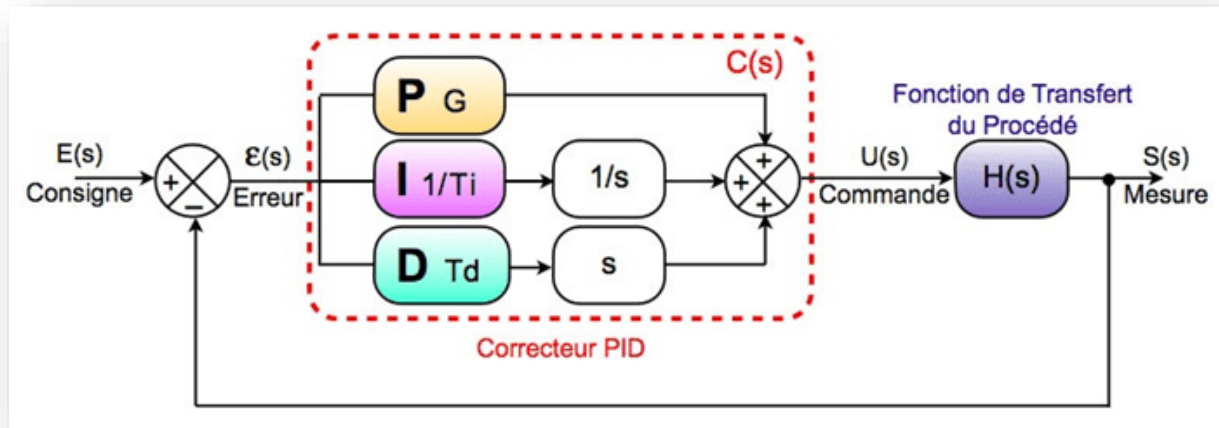 C(s)
P G
Fonction de Transfert
du Procédé
E(s)
Consigne
+
−
ε(s)
Erreur
I 1/Ti
1/s
+
+
+
U(s)
Commande
H(s)
S(s)
Mesure
D Td
s
Correcteur PID